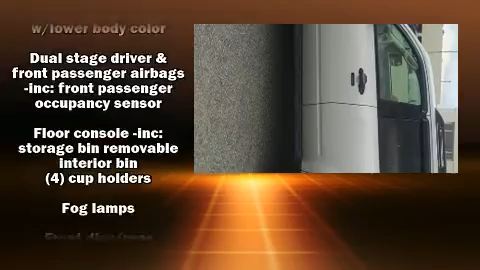 w/lower body color
Dual stage driver &
front passenger airbags
-inc: front passenger
occupancy sensor
Floor console -inc:
storage bin removable
interior bin
(4) cup holders
Fog lamps